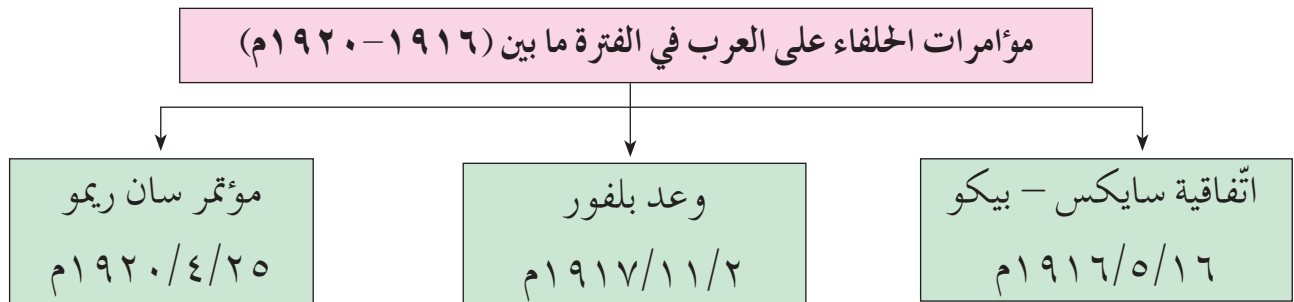 مؤامرات الحلفاء على العرب في الفترة ما بين (١٩١٦-١٩٢٠م)
اتّفاقية سايكس – بيكو
١٩١٦/٥/١٦م
وعد بلفور
١٩١٧/١١/٢م
مؤتمر سان ريمو
١٩٢٠/٤/٢٥م